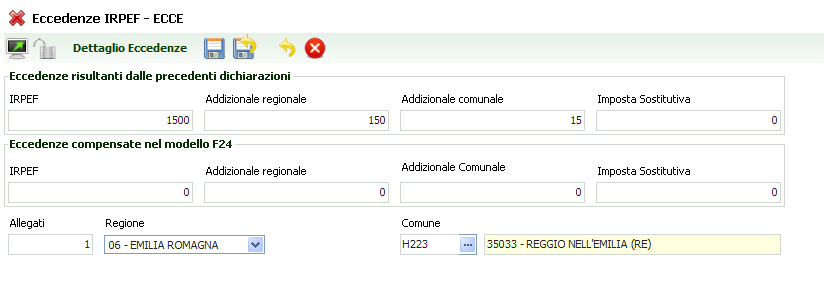 Eccedenze IRPEF - ECCE
Dettaglio Eccedenze
Eccedenze risultanti dalle precedenti dichiarazioni
IRPEF Addizionale regionale Addizionale comunale Imposta Sostitutiva
1500 150 15 0
Eccedenze compensate nel modello F24
IRPEF Addizionale regionale Addizionale Comunale Imposta Sostitutiva
0 0 0 0
Allegati Regione Comune
1 06 - EMILIA ROMAGNA H223 ... 35033 - REGGIO NELL'EMILIA (RE)